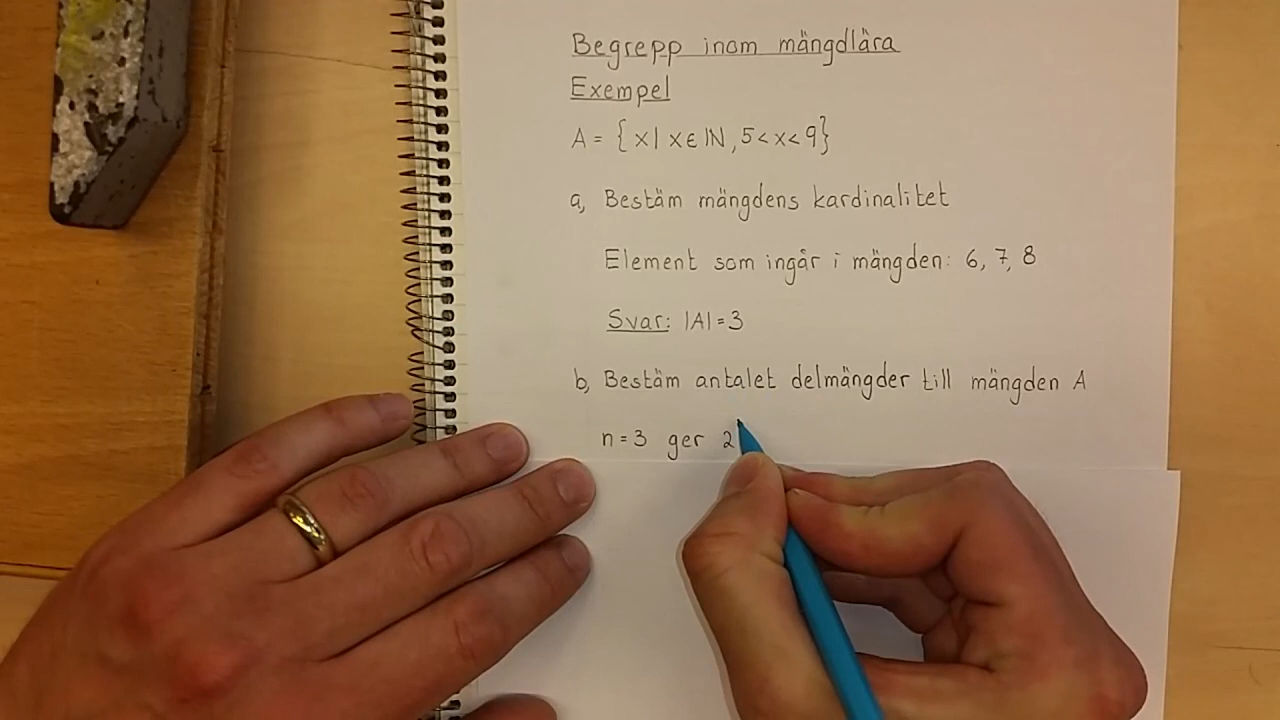 Begrepp inom mängdlära
Exempel
A = { x | x ∈ ℕ, 5 < x < 9 }
a, Bestäm mängdens kardinalitet
Element som ingår i mängden: 6, 7, 8
Svar: |A| = 3
b, Bestäm antalet delmängder till mängden A
n = 3 ger 2